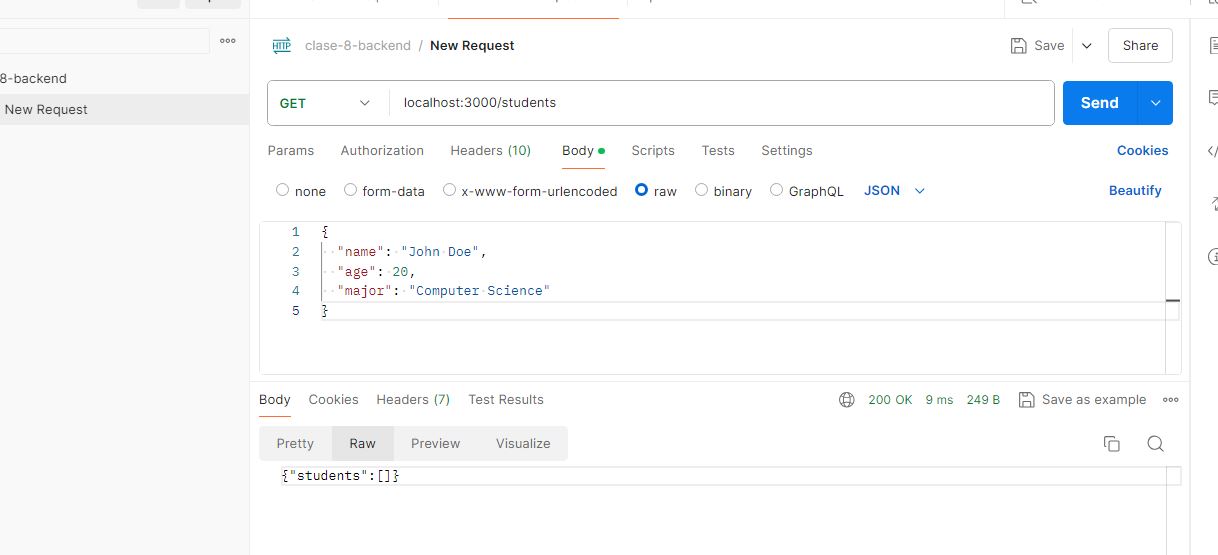 HTTP clase-8-backend / New Request Save Share
8-backend
New Request
GET localhost:3000/students Send
Params Authorization Headers (10) Body Scripts Tests Settings Cookies
none form-data x-www-form-urlencoded raw binary GraphQL JSON Beautify
1 {
2 "name": "John Doe",
3 "age": 20,
4 "major": "Computer Science"
5 }
Body Cookies Headers (7) Test Results 200 OK 9 ms 249 B Save as example
Pretty Raw Preview Visualize
{"students":[]}